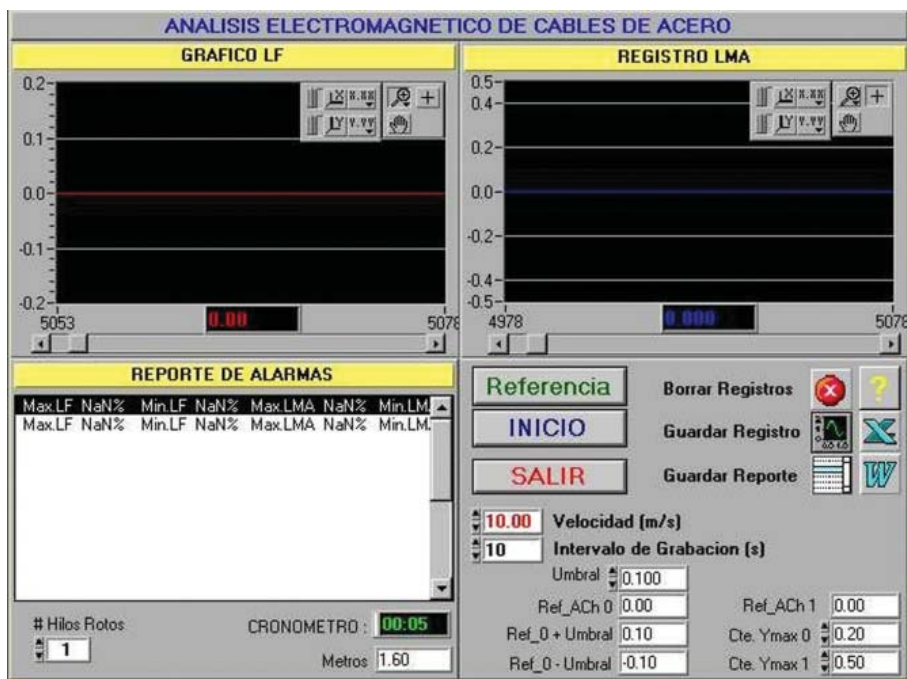 ANALISIS ELECTROMAGNETICO DE CABLES DE ACERO
GRAFICO LF
0.2
0.1
0.0
-0.1
-0.2
X.XX
Y.YY
5053
0.00
5078
REGISTRO LMA
0.5
0.4
0.2
0.0
-0.2
-0.4
-0.5
X.XX
Y.YY
4978
0.000
5078
REPORTE DE ALARMAS
Max.LF NaN% Min.LF NaN% Max.LMA NaN% Min.LM
Max.LF NaN% Min.LF NaN% Max.LMA NaN% Min.LM
# Hilos Rotos
1
CRONOMETRO : 00:05
Metros 1.60
Referencia
INICIO
SALIR
Borrar Registros
?
Guardar Registro
X
Guardar Reporte
W
10.00 Velocidad (m/s)
10 Intervalo de Grabacion (s)
Umbral 0.100
Ref_ACh 0 0.00
Ref_0 + Umbral 0.10
Ref_0 - Umbral -0.10
Ref_ACh 1 0.00
Cte. Ymax 0 0.20
Cte. Ymax 1 0.50